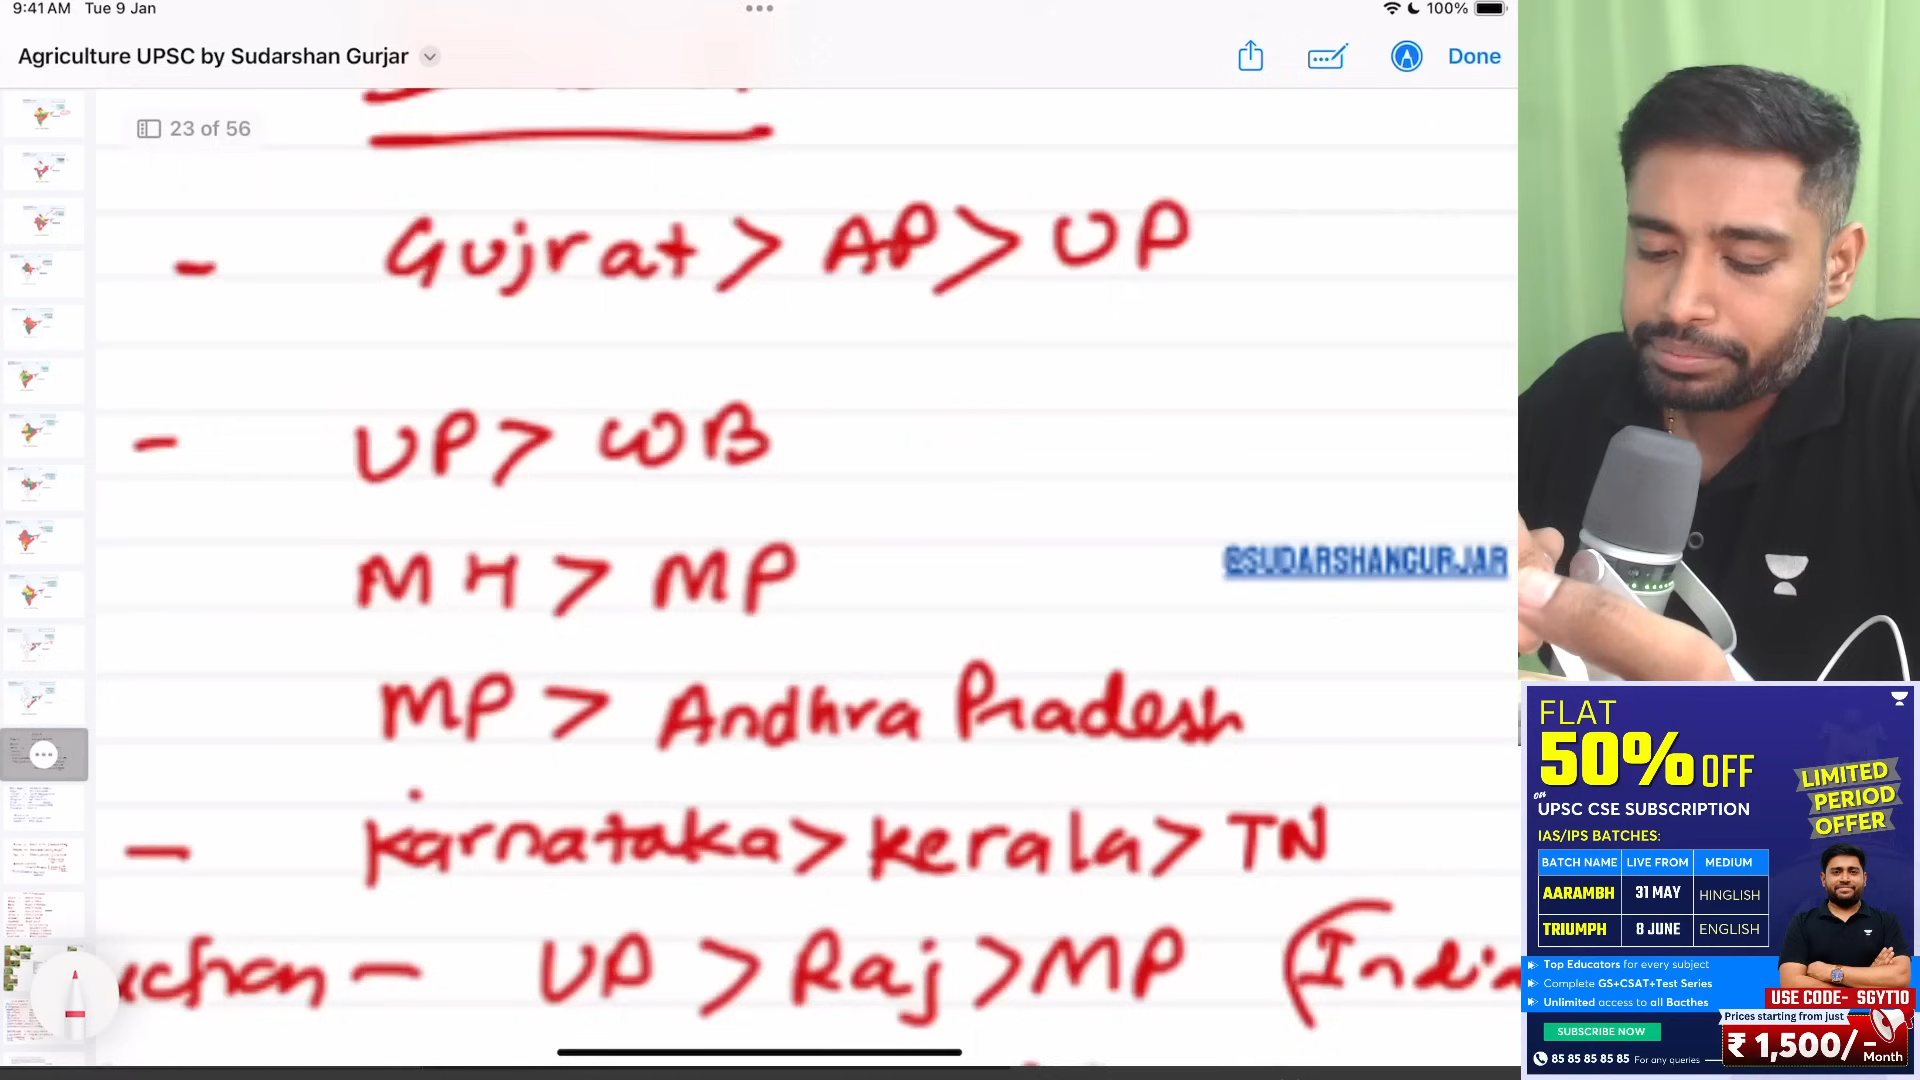 9:41 AM Tue 9 Jan
100%
Agriculture UPSC by Sudarshan Gurjar
Done
23 of 56
- Gujrat > AP > UP
- UP > WB
MH > MP
@SUDARSHANGURJAR
MP > Andhra Pradesh
- Karnataka > Kerala > TN
uction - UP > Raj > MP (India
FLAT
50% OFF
on
UPSC CSE SUBSCRIPTION
LIMITED
PERIOD
OFFER
IAS/IPS BATCHES:
BATCH NAME LIVE FROM MEDIUM
AARAMBH 31 MAY HINGLISH
TRIUMPH 8 JUNE ENGLISH
Top Educators for every subject
Complete GS+CSAT+Test Series
Unlimited access to all Bacthes
USE CODE- SGYT10
SUBSCRIBE NOW
Prices starting from just
₹ 1,500/-
Month
85 85 85 85 85 For any queries